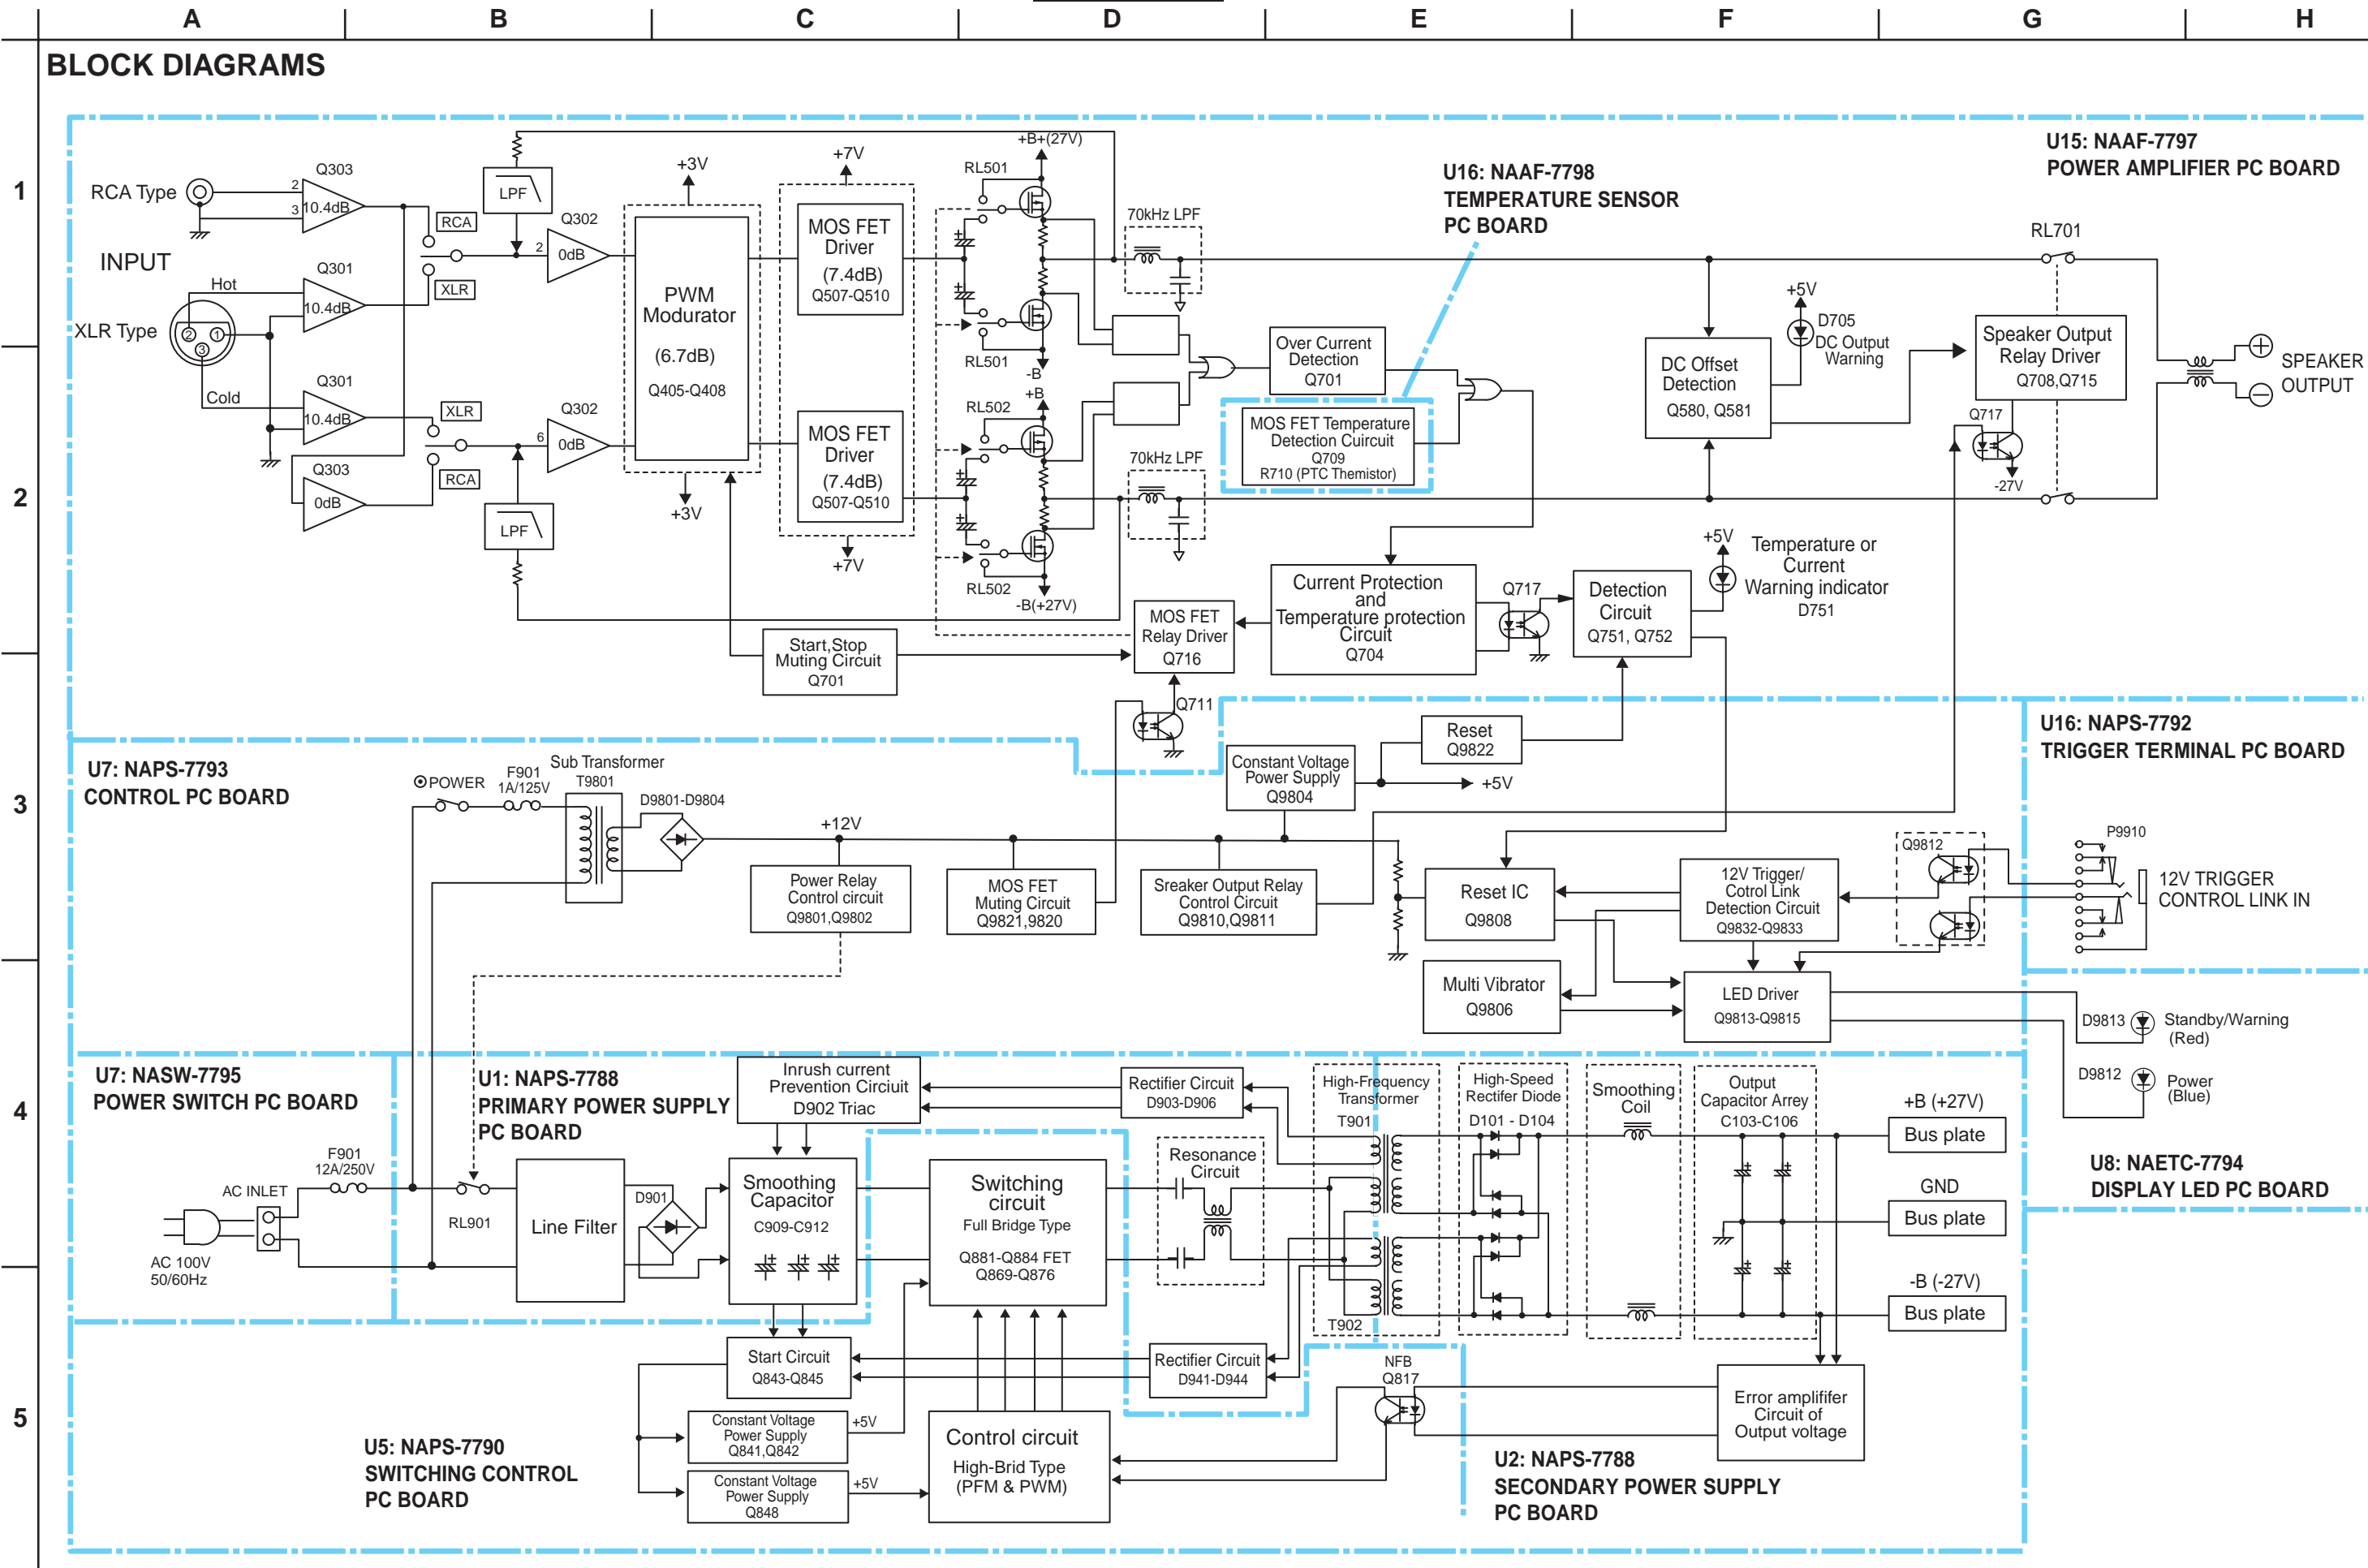 A B C D E F G H
BLOCK DIAGRAMS
1
2
3
4
5
U15: NAAF-7797
POWER AMPLIFIER PC BOARD
U16: NAAF-7798
TEMPERATURE SENSOR
PC BOARD
RCA Type
INPUT
XLR Type
Hot
Cold
2
1
3
Q303
2
3
10.4dB
Q301
10.4dB
Q301
10.4dB
Q303
0dB
RCA
XLR
XLR
RCA
LPF
LPF
Q302
2
0dB
Q302
6
0dB
+3V
PWM
Modurator
(6.7dB)
Q405-Q408
+3V
+7V
MOS FET
Driver
(7.4dB)
Q507-Q510
MOS FET
Driver
(7.4dB)
Q507-Q510
+7V
+B+(27V)
RL501
+
+
RL501
-B
+B
RL502
+
+
RL502
-B(+27V)
70kHz LPF
70kHz LPF
Over Current
Detection
Q701
MOS FET Temperature
Detection Cuircuit
Q709
R710 (PTC Themistor)
DC Offset
Detection
Q580, Q581
+5V
D705
DC Output
Warning
RL701
Speaker Output
Relay Driver
Q708,Q715
Q717
-27V
SPEAKER
OUTPUT
Start,Stop
Muting Circuit
Q701
MOS FET
Relay Driver
Q716
Q711
Current Protection
and
Temperature protection
Circuit
Q704
Q717
Detection
Circuit
Q751, Q752
+5V
Temperature or
Current
Warning indicator
D751
U7: NAPS-7793
CONTROL PC BOARD
POWER
F901
1A/125V
Sub Transformer
T9801
D9801-D9804
+12V
Power Relay
Control circuit
Q9801,Q9802
MOS FET
Muting Circuit
Q9821,9820
Sreaker Output Relay
Control Circuit
Q9810,Q9811
Constant Voltage
Power Supply
Q9804
Reset
Q9822
+5V
Reset IC
Q9808
12V Trigger/
Cotrol Link
Detection Circuit
Q9832-Q9833
Q9812
Multi Vibrator
Q9806
LED Driver
Q9813-Q9815
U16: NAPS-7792
TRIGGER TERMINAL PC BOARD
P9910
12V TRIGGER
CONTROL LINK IN
D9813
Standby/Warning
(Red)
D9812
Power
(Blue)
U8: NAETC-7794
DISPLAY LED PC BOARD
U7: NASW-7795
POWER SWITCH PC BOARD
F901
12A/250V
AC INLET
AC 100V
50/60Hz
U1: NAPS-7788
PRIMARY POWER SUPPLY
PC BOARD
RL901
Line Filter
D901
Inrush current
Prevention Circiuit
D902 Triac
Smoothing
Capacitor
C909-C912
+ + +
Switching
circuit
Full Bridge Type
Q881-Q884 FET
Q869-Q876
Rectifier Circuit
D903-D906
Resonance
Circuit
High-Frequency
Transformer
T901
T902
High-Speed
Rectifer Diode
D101 - D104
Smoothing
Coil
Output
Capacitor Arrey
C103-C106
+ +
+ +
+B (+27V)
Bus plate
GND
Bus plate
-B (-27V)
Bus plate
Start Circuit
Q843-Q845
Rectifier Circuit
D941-D944
Constant Voltage
Power Supply
Q841,Q842
+5V
Constant Voltage
Power Supply
Q848
+5V
Control circuit
High-Brid Type
(PFM & PWM)
NFB
Q817
Error amplififer
Circuit of
Output voltage
U5: NAPS-7790
SWITCHING CONTROL
PC BOARD
U2: NAPS-7788
SECONDARY POWER SUPPLY
PC BOARD